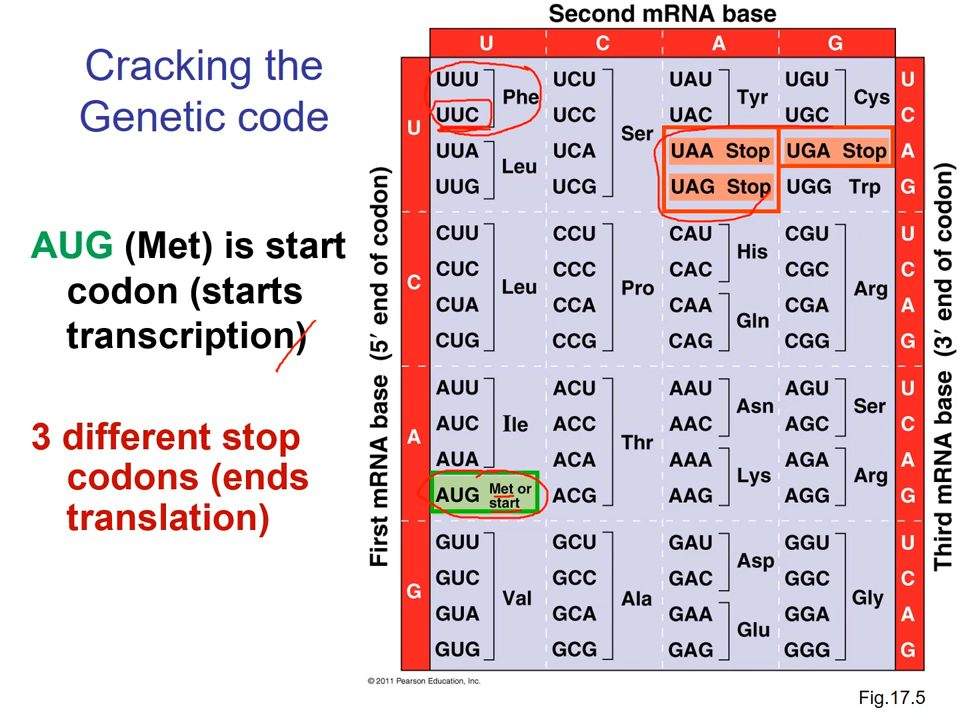 Cracking the
Genetic code
AUG (Met) is start
codon (starts
transcription)
3 different stop
codons (ends
translation)
Second mRNA base
U C A G
First mRNA base (5′ end of codon)
Third mRNA base (3′ end of codon)
U
UUU UCU UAU UGU U
Phe Tyr Cys
UUC UCC UAC UGC C
Ser
UUA UCA UAA Stop UGA Stop A
Leu
UUG UCG UAG Stop UGG Trp G
C
CUU CCU CAU CGU U
His
CUC CCC CAC CGC C
Leu Pro Arg
CUA CCA CAA CGA A
Gln
CUG CCG CAG CGG G
A
AUU ACU AAU AGU U
Asn Ser
AUC Ile ACC AAC AGC C
Thr
AUA ACA AAA AGA A
Lys Arg
AUG Met or start ACG AAG AGG G
G
GUU GCU GAU GGU U
Asp
GUC GCC GAC GGC C
Val Ala Gly
GUA GCA GAA GGA A
Glu
GUG GCG GAG GGG G
© 2011 Pearson Education, Inc.
Fig.17.5